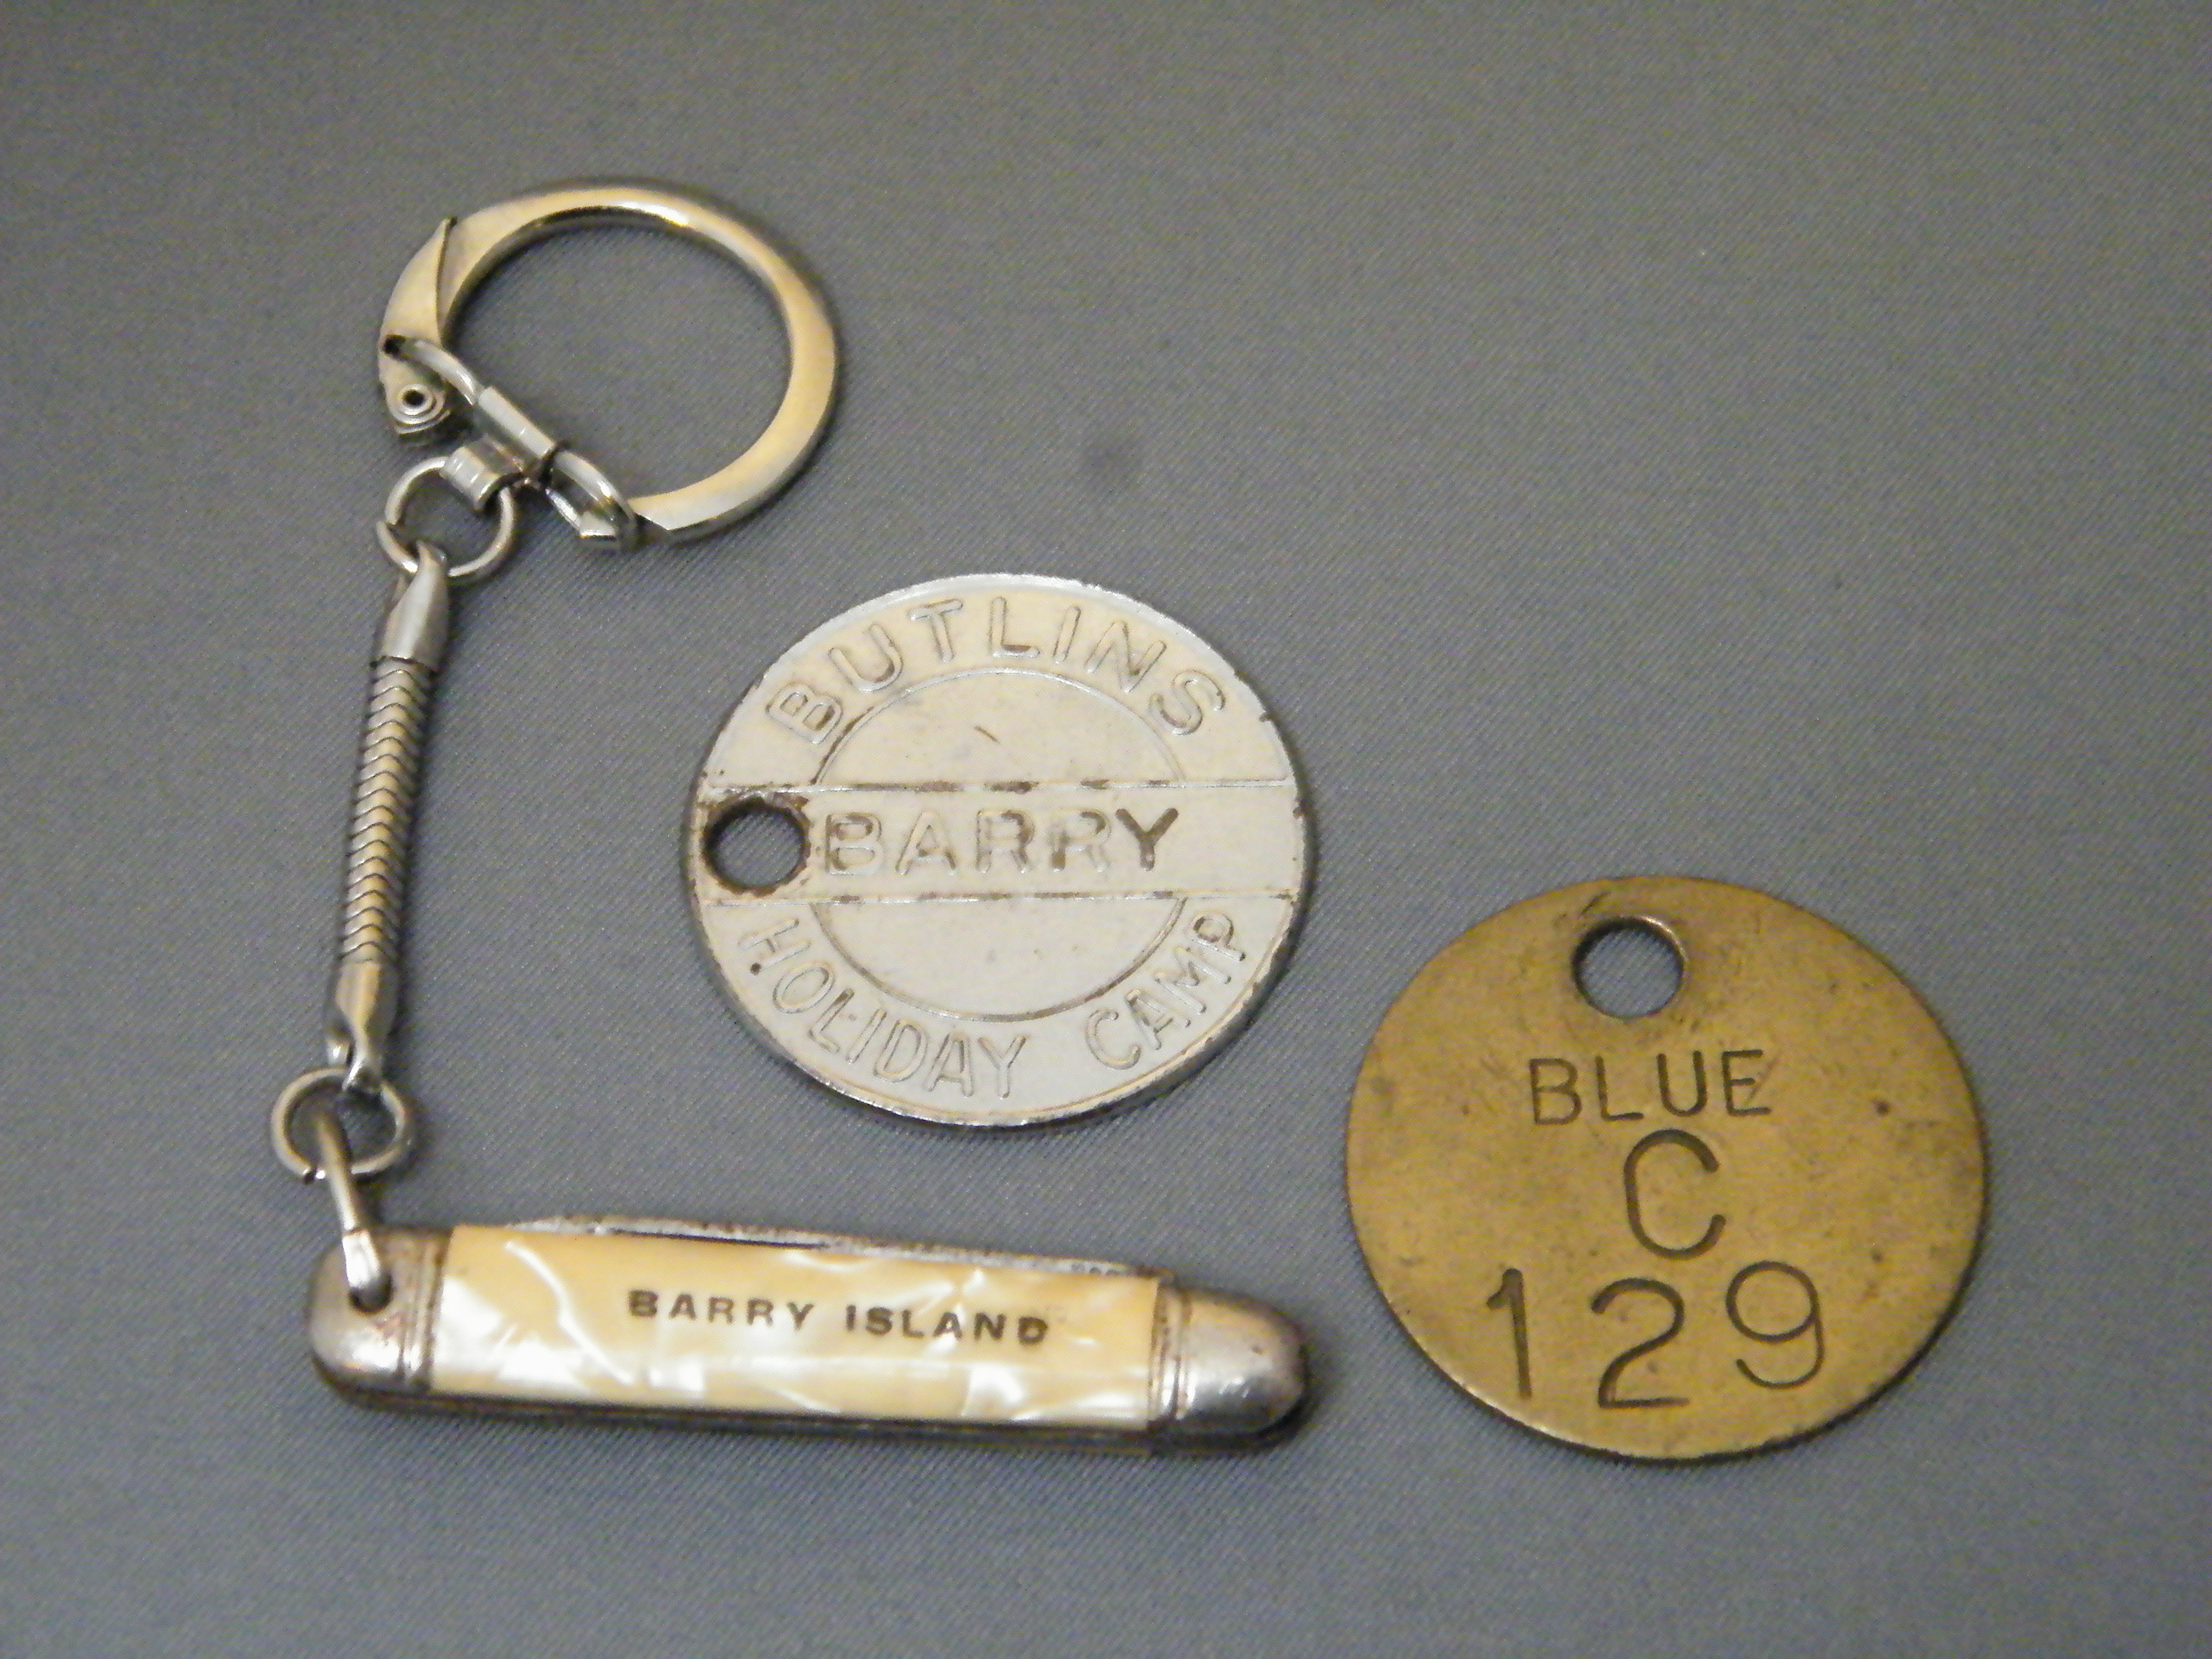 BUTLINS
BARRY
HOLIDAY CAMP
BLUE
C
129
BARRY ISLAND